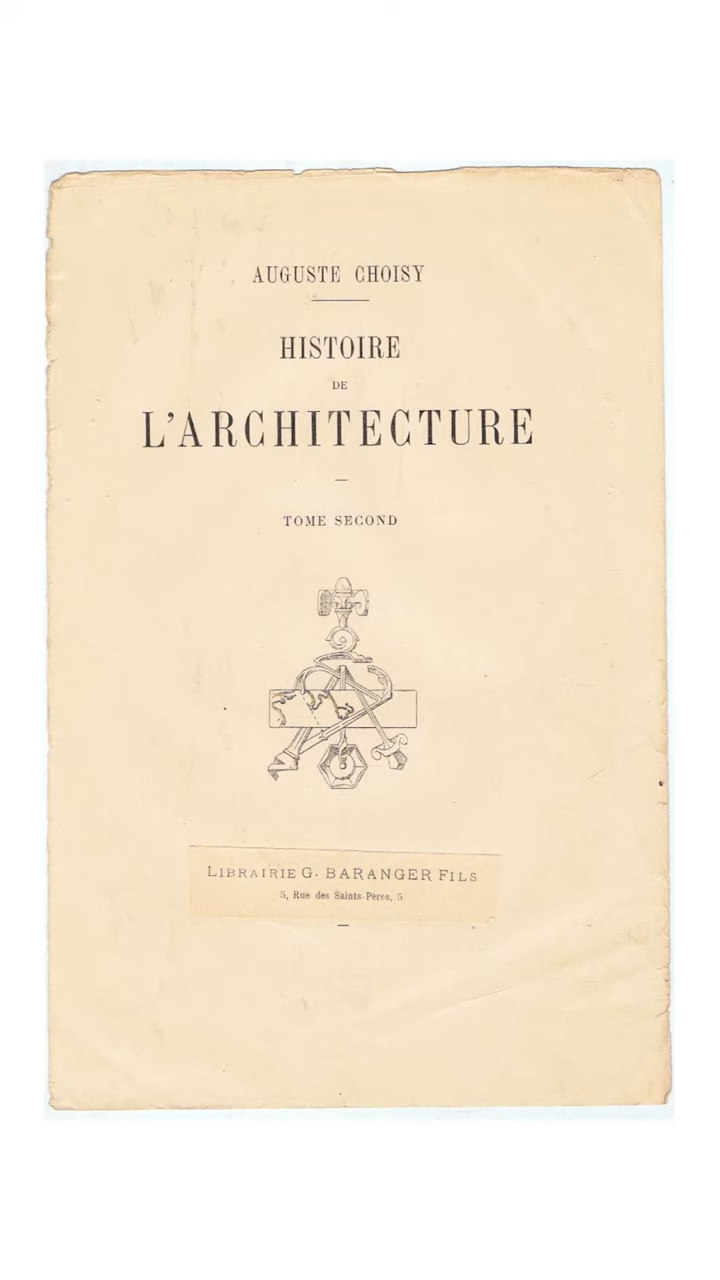 AUGUSTE CHOISY
HISTOIRE
DE
L'ARCHITECTURE
TOME SECOND
LIBRAIRIE G. BARANGER FILS
5, Rue des Saints-Pères, 5